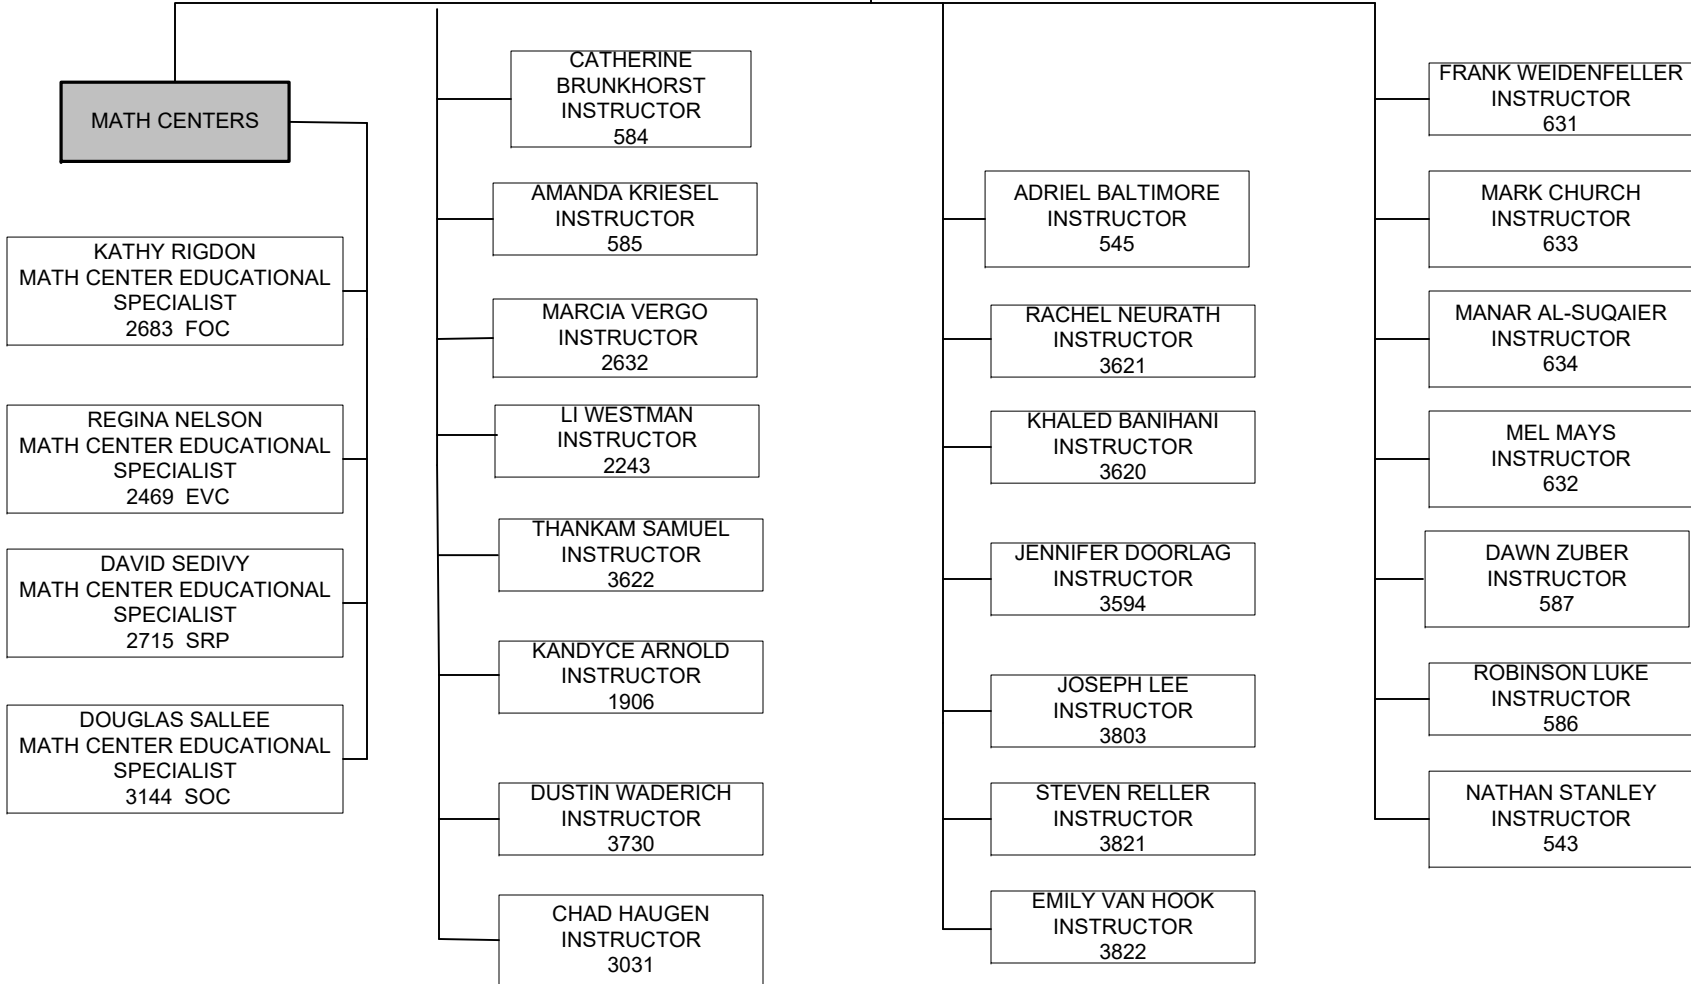 MATH CENTERS
KATHY RIGDON
MATH CENTER EDUCATIONAL
SPECIALIST
2683 FOC
REGINA NELSON
MATH CENTER EDUCATIONAL
SPECIALIST
2469 EVC
DAVID SEDIVY
MATH CENTER EDUCATIONAL
SPECIALIST
2715 SRP
DOUGLAS SALLEE
MATH CENTER EDUCATIONAL
SPECIALIST
3144 SOC
CATHERINE
BRUNKHORST
INSTRUCTOR
584
AMANDA KRIESEL
INSTRUCTOR
585
MARCIA VERGO
INSTRUCTOR
2632
LI WESTMAN
INSTRUCTOR
2243
THANKAM SAMUEL
INSTRUCTOR
3622
KANDYCE ARNOLD
INSTRUCTOR
1906
DUSTIN WADERICH
INSTRUCTOR
3730
CHAD HAUGEN
INSTRUCTOR
3031
ADRIEL BALTIMORE
INSTRUCTOR
545
RACHEL NEURATH
INSTRUCTOR
3621
KHALED BANIHANI
INSTRUCTOR
3620
JENNIFER DOORLAG
INSTRUCTOR
3594
JOSEPH LEE
INSTRUCTOR
3803
STEVEN RELLER
INSTRUCTOR
3821
EMILY VAN HOOK
INSTRUCTOR
3822
FRANK WEIDENFELLER
INSTRUCTOR
631
MARK CHURCH
INSTRUCTOR
633
MANAR AL-SUQAIER
INSTRUCTOR
634
MEL MAYS
INSTRUCTOR
632
DAWN ZUBER
INSTRUCTOR
587
ROBINSON LUKE
INSTRUCTOR
586
NATHAN STANLEY
INSTRUCTOR
543